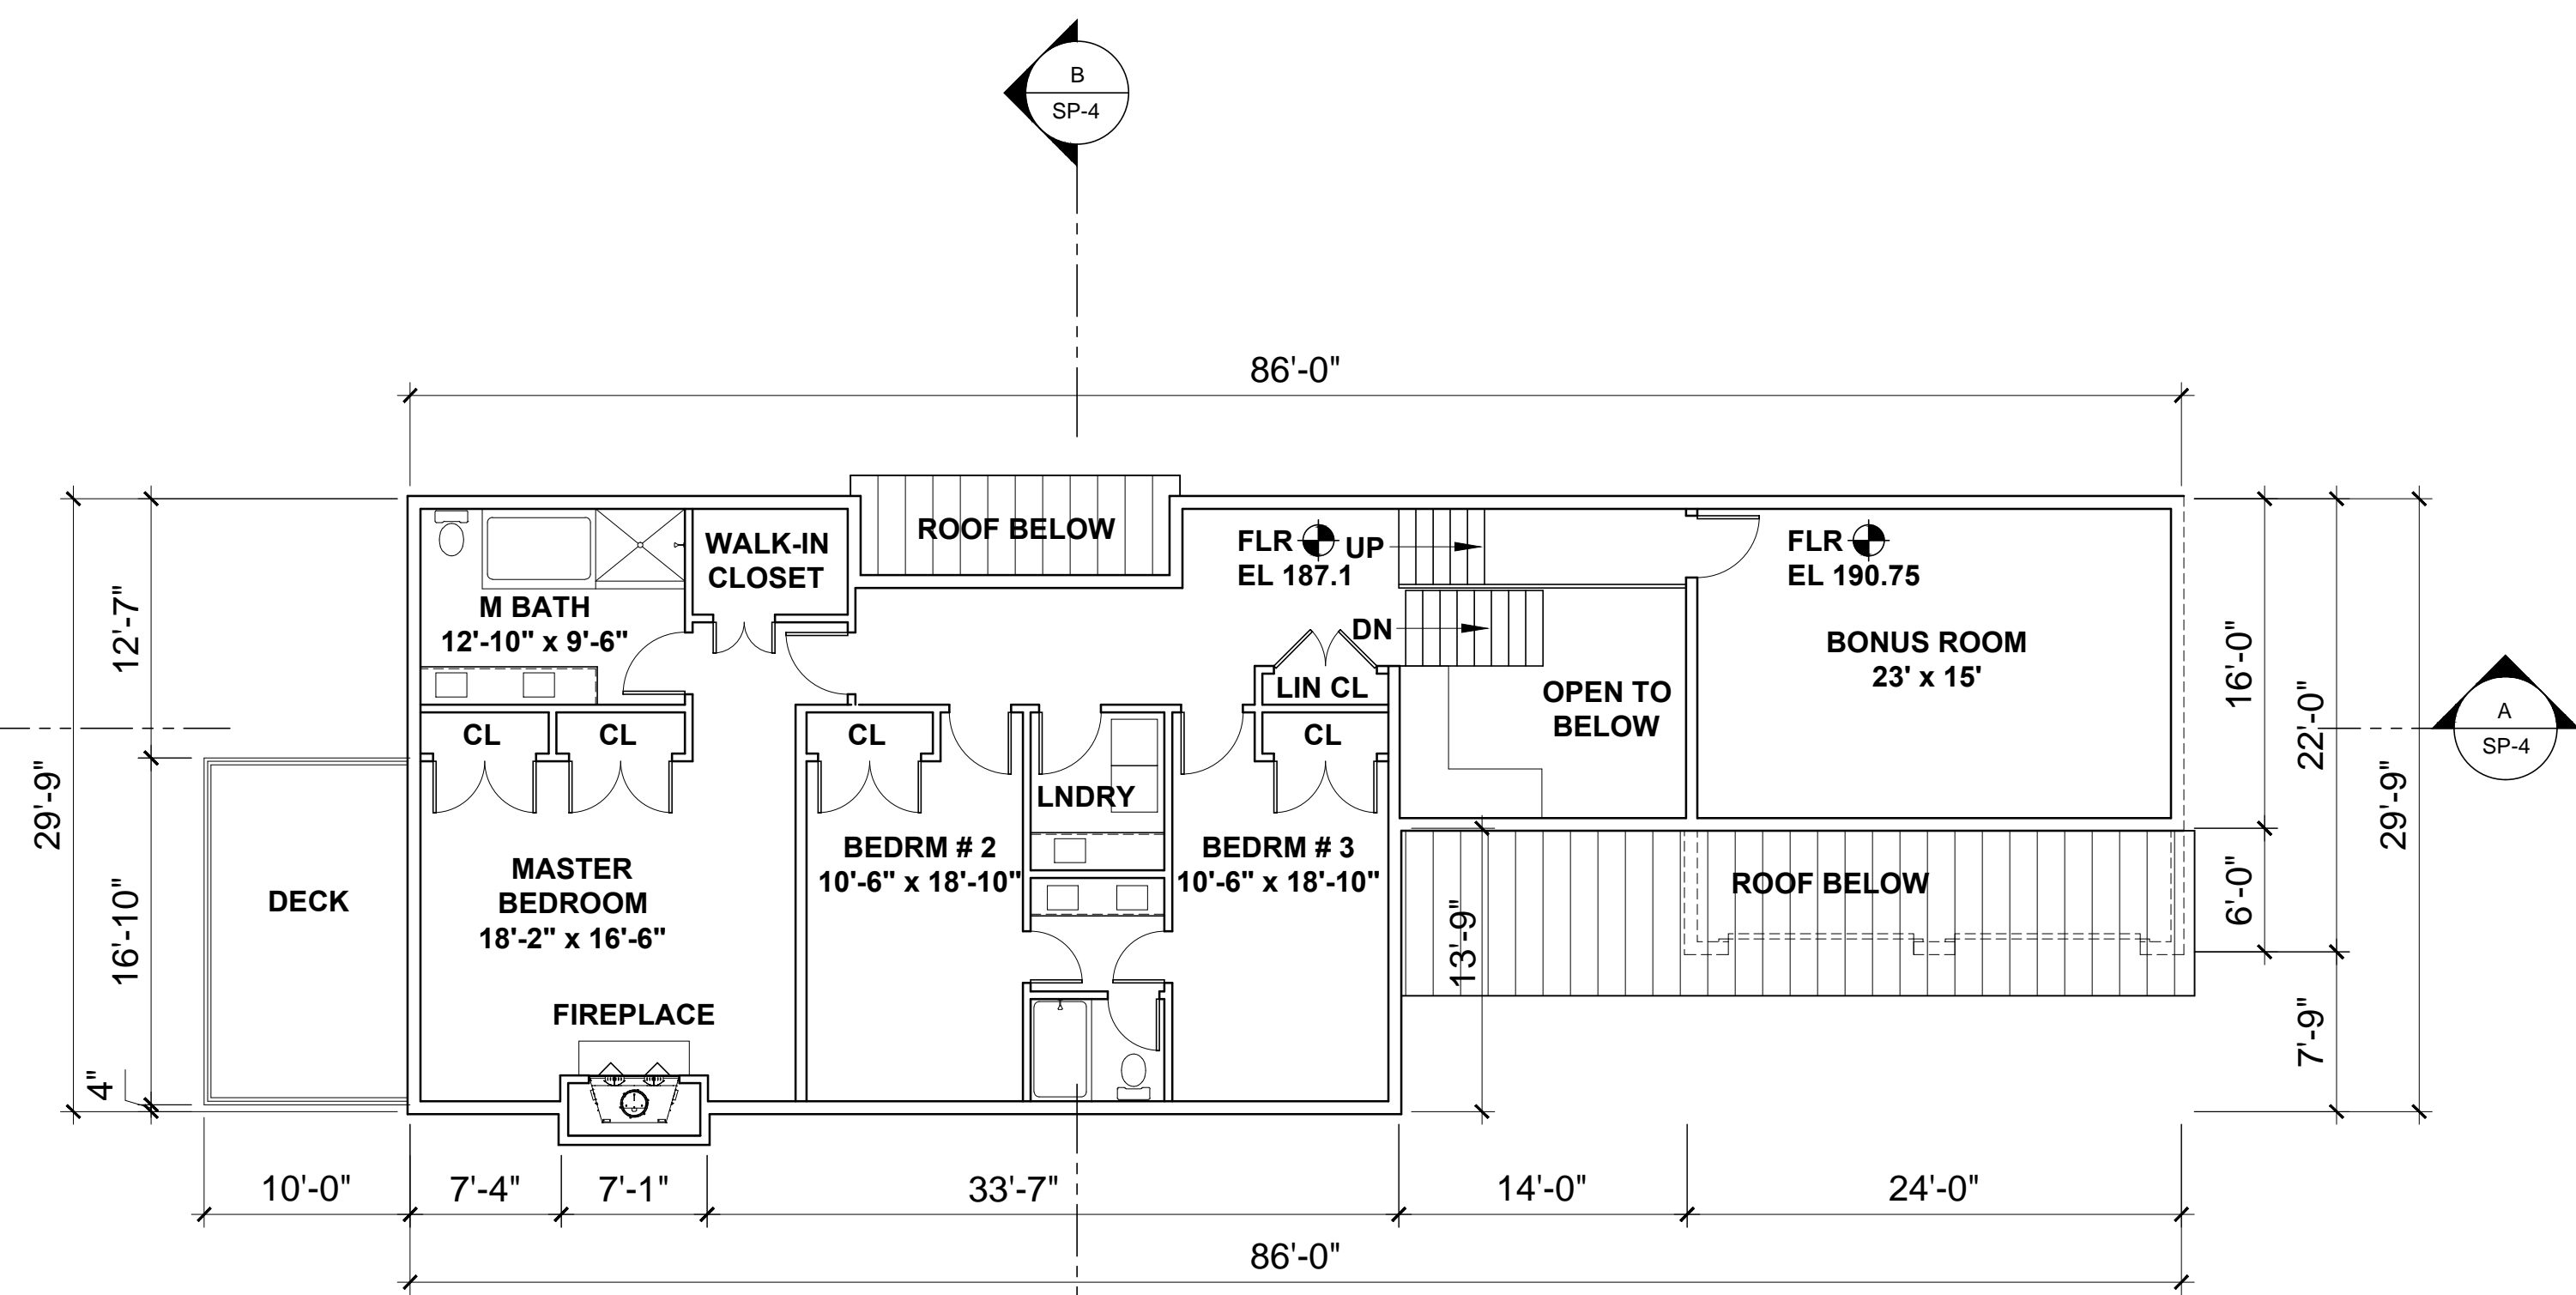 B
SP-4
86'-0"
ROOF BELOW
WALK-IN
CLOSET
FLR
EL 187.1
UP
FLR
EL 190.75
M BATH
12'-10" x 9'-6"
DN
BONUS ROOM
23' x 15'
12'-7"
29'-9"
16'-10"
4"
LIN CL
OPEN TO
BELOW
CL
CL
CL
CL
LNDRY
DECK
MASTER
BEDROOM
18'-2" x 16'-6"
BEDRM # 2
10'-6" x 18'-10"
BEDRM # 3
10'-6" x 18'-10"
ROOF BELOW
13'-9"
FIREPLACE
16'-0"
22'-0"
29'-9"
6'-0"
7'-9"
A
SP-4
10'-0"
7'-4"
7'-1"
33'-7"
14'-0"
24'-0"
86'-0"